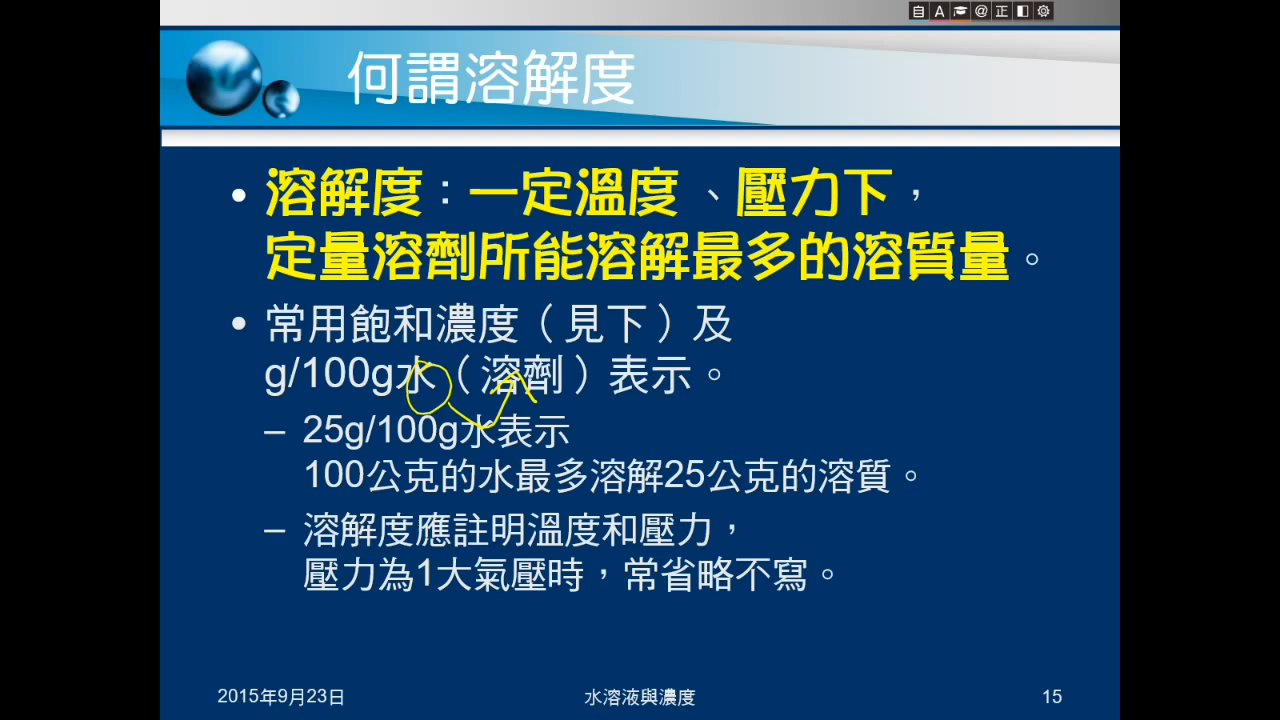 自 A @ 正
何謂溶解度
• 溶解度：一定溫度、壓力下，
定量溶劑所能溶解最多的溶質量。
• 常用飽和濃度（見下）及
g/100g水（溶劑）表示。
– 25g/100g水表示
100公克的水最多溶解25公克的溶質。
– 溶解度應註明溫度和壓力，
壓力為1大氣壓時，常省略不寫。
2015年9月23日 水溶液與濃度 15